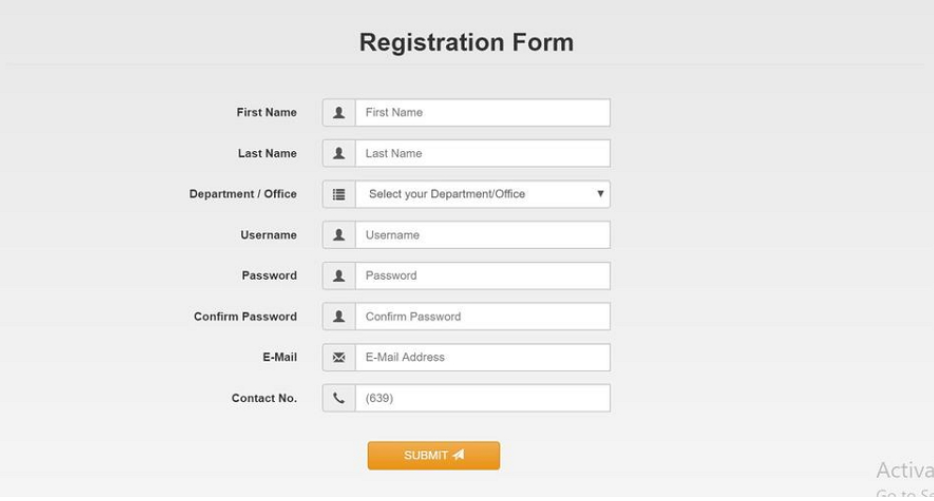 Registration Form
First Name First Name
Last Name Last Name
Department / Office Select your Department/Office
Username Username
Password Password
Confirm Password Confirm Password
E-Mail E-Mail Address
Contact No. (639)
SUBMIT
Activa
Go to Se